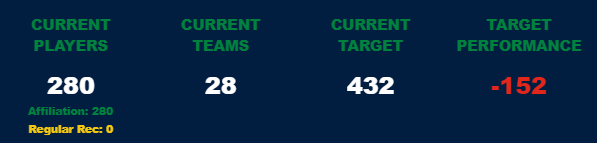 CURRENT PLAYERS
280
Affiliation: 280
Regular Rec: 0
CURRENT TEAMS
28
CURRENT TARGET
432
TARGET PERFORMANCE
-152